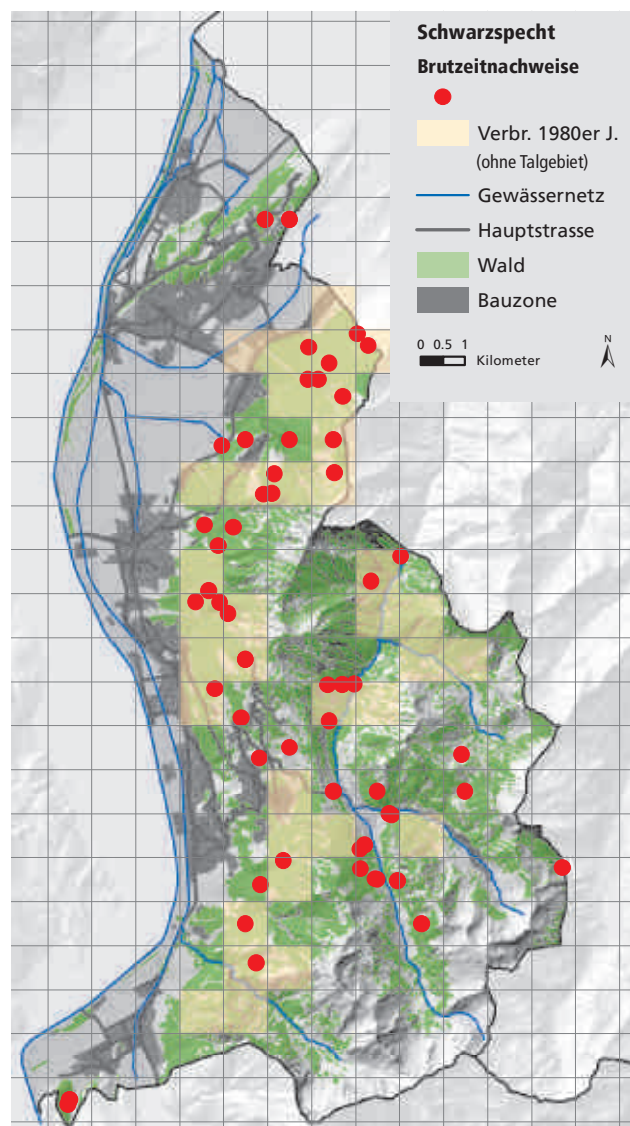 Schwarzspecht
Brutzeitnachweise
Verbr. 1980er J.
(ohne Talgebiet)
Gewässernetz
Hauptstrasse
Wald
Bauzone
0 0.5 1
Kilometer
N